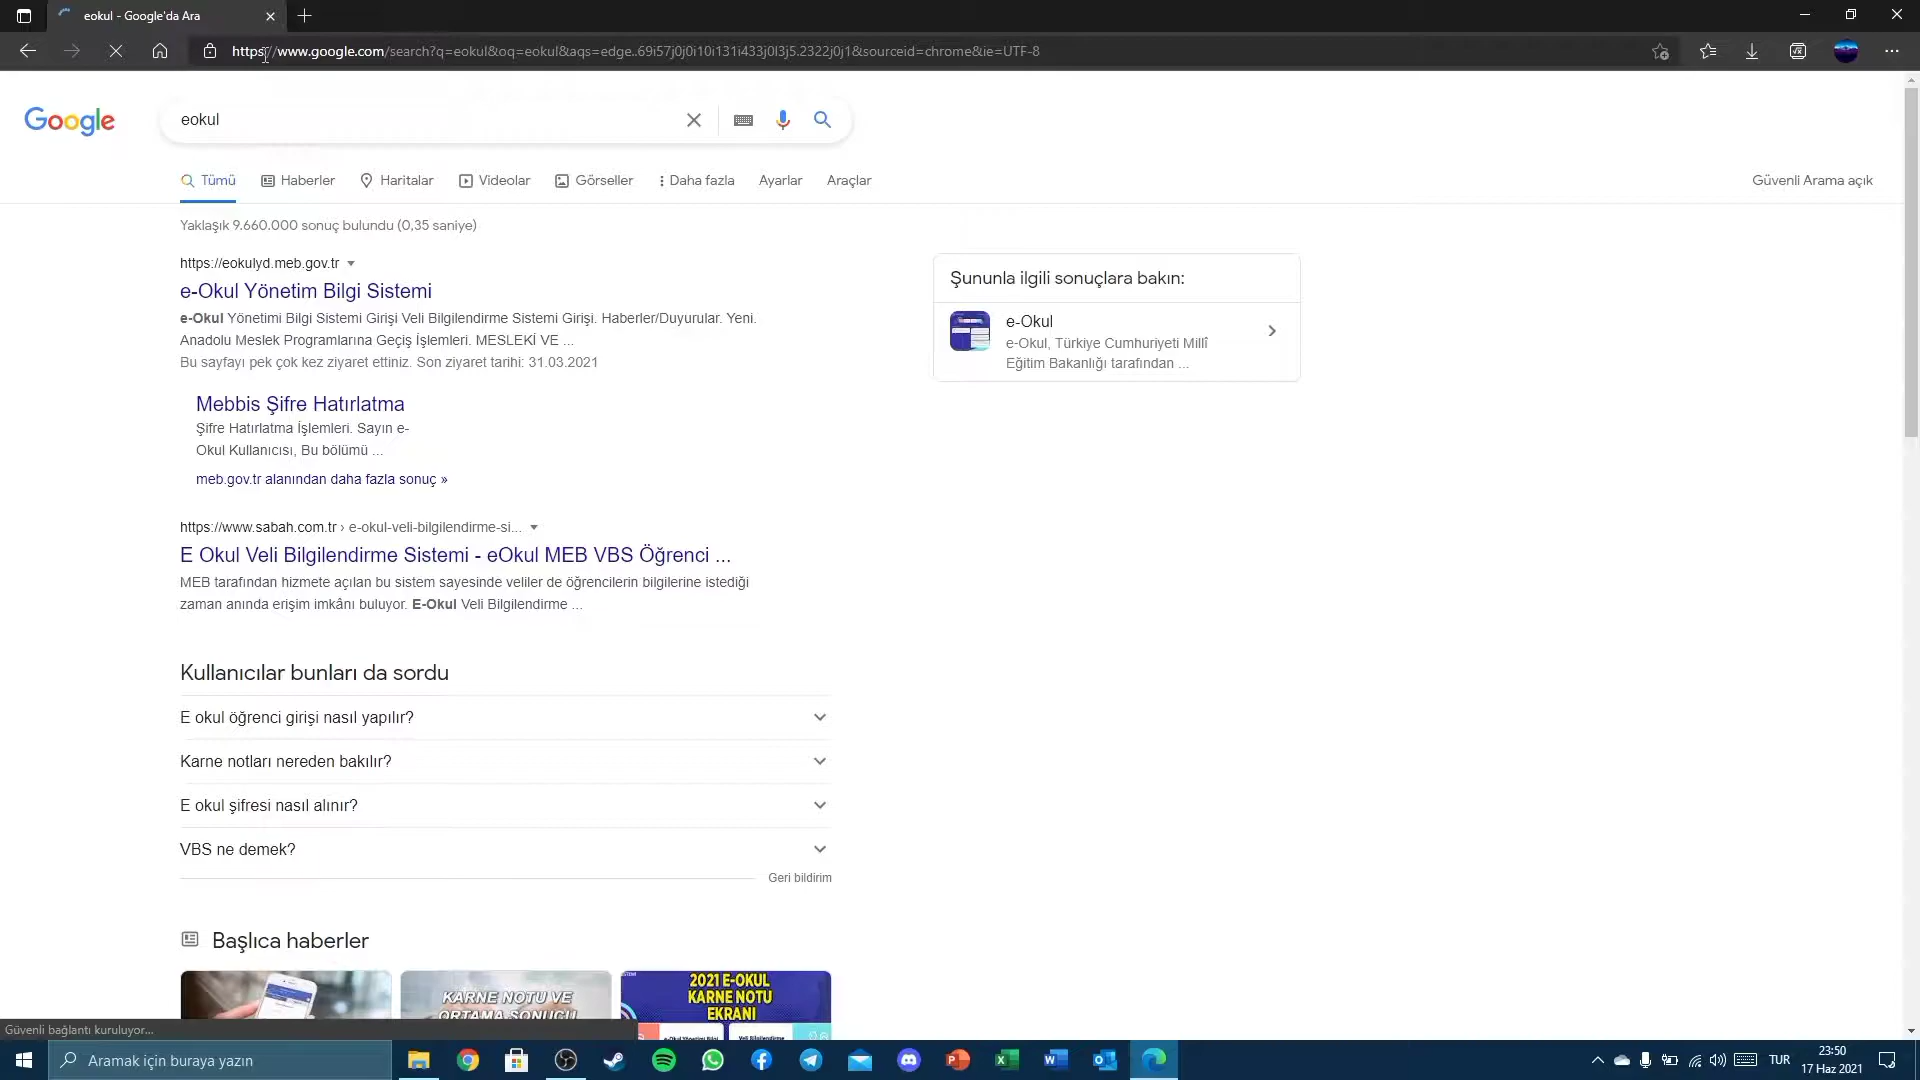 eokul - Google'da Ara
https://www.google.com/search?q=eokul&oq=eokul&aqs=edge..69i57j0j0i10i131i433j0l3j5.2322j0j1&sourceid=chrome&ie=UTF-8
Google
eokul
Tümü Haberler Haritalar Videolar Görseller Daha fazla Ayarlar Araçlar Güvenli Arama açık
Yaklaşık 9.660.000 sonuç bulundu (0,35 saniye)
https://eokulyd.meb.gov.tr
e-Okul Yönetim Bilgi Sistemi
e-Okul Yönetimi Bilgi Sistemi Girişi Veli Bilgilendirme Sistemi Girişi. Haberler/Duyurular. Yeni.
Anadolu Meslek Programlarına Geçiş İşlemleri. MESLEKİ VE ...
Bu sayfayı pek çok kez ziyaret ettiniz. Son ziyaret tarihi: 31.03.2021
Mebbis Şifre Hatırlatma
Şifre Hatırlatma İşlemleri. Sayın e-
Okul Kullanıcısı, Bu bölümü ...
meb.gov.tr alanından daha fazla sonuç »
https://www.sabah.com.tr › e-okul-veli-bilgilendirme-si...
E Okul Veli Bilgilendirme Sistemi - eOkul MEB VBS Öğrenci ...
MEB tarafından hizmete açılan bu sistem sayesinde veliler de öğrencilerin bilgilerine istediği
zaman anında erişim imkânı buluyor. E-Okul Veli Bilgilendirme ...
Şununla ilgili sonuçlara bakın:
e-Okul
e-Okul, Türkiye Cumhuriyeti Millî
Eğitim Bakanlığı tarafından ...
Kullanıcılar bunları da sordu
E okul öğrenci girişi nasıl yapılır?
Karne notları nereden bakılır?
E okul şifresi nasıl alınır?
VBS ne demek?
Geri bildirim
Başlıca haberler
KARNE NOTU VE
ORTAMA SONUCU
2021 E-OKUL
KARNE NOTU
EKRANI
Güvenli bağlantı kuruluyor...
Aramak için buraya yazın
TUR
23:50
17 Haz 2021